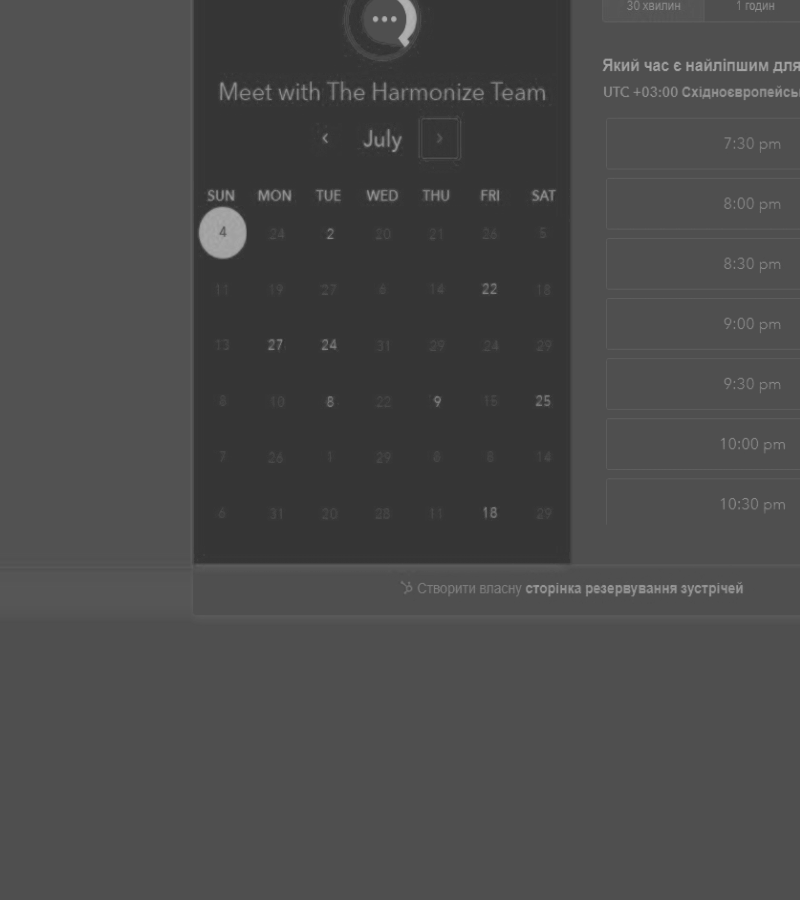 30 хвилин 1 годин
Meet with The Harmonize Team
July
SUN MON TUE WED THU FRI SAT
4 24 2 20 21 26 5
11 19 27 6 14 22 18
13 27 24 31 29 24 29
8 10 8 22 9 15 25
7 26 1 29 8 8 14
6 31 20 28 11 18 29
Який час є найліпшим для
UTC +03:00 Східноєвропейсь
7:30 pm
8:00 pm
8:30 pm
9:00 pm
9:30 pm
10:00 pm
10:30 pm
Створити власну сторінка резервування зустрічей